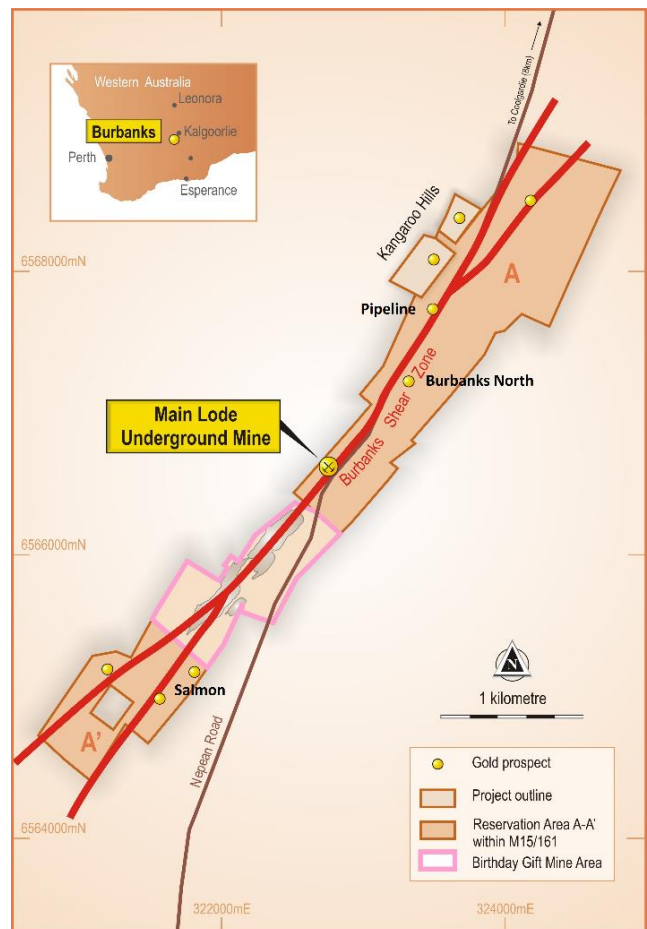 Western Australia
Leonora
Burbanks
Kalgoorlie
Perth
Esperance
To Coolgardie (8km)
Kangaroo Hills
6568000mN
A
Pipeline
Burbanks North
Burbanks Shear Zone
Main Lode
Underground Mine
6566000mN
N
Salmon
1 kilometre
A'
Nepean Road
Gold prospect
Project outline
Reservation Area A-A'
within M15/161
Birthday Gift Mine Area
6564000mN
322000mE
324000mE